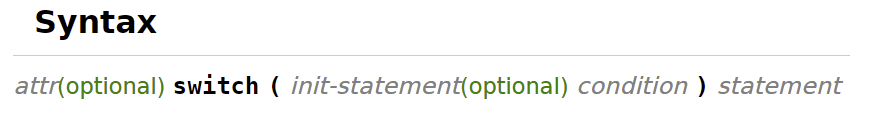 Syntax
attr(optional) switch ( init-statement(optional) condition ) statement